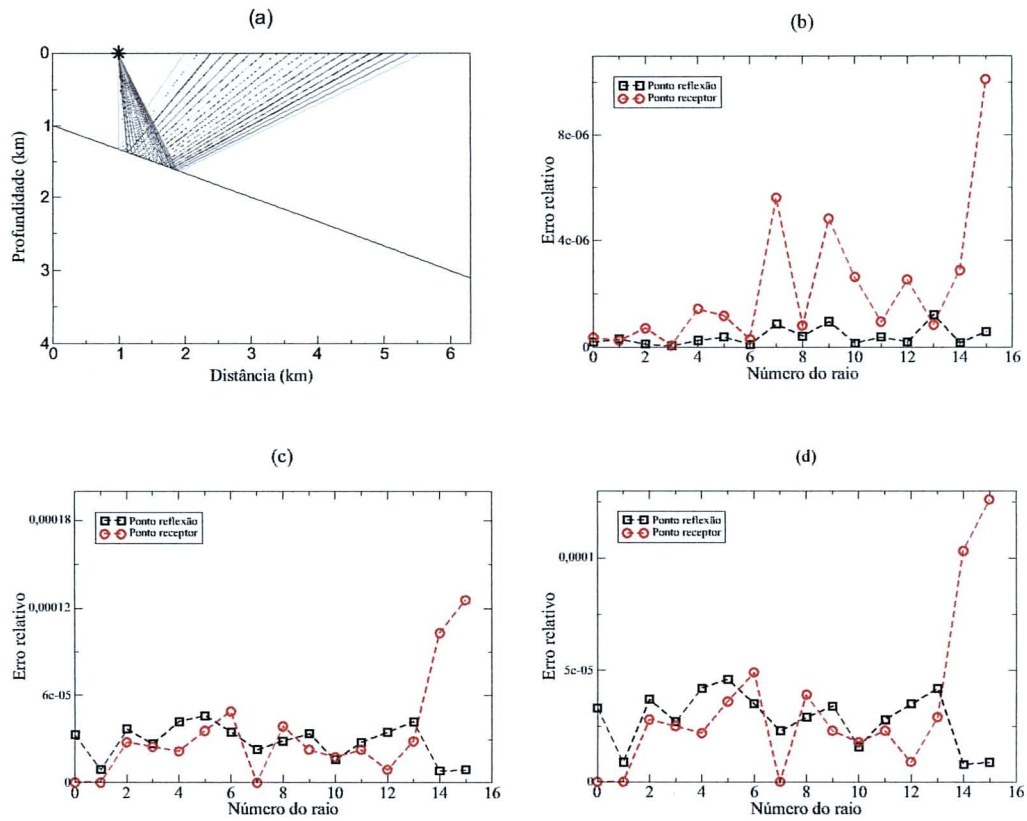 (a)
0
1
2
3
4
Profundidade (km)
0 1 2 3 4 5 6
Distância (km)
(b)
Ponto reflexão
Ponto receptor
8e-06
4e-06
0
Erro relativo
0 2 4 6 8 10 12 14 16
Número do raio
(c)
Ponto reflexão
Ponto receptor
0,00018
0,00012
6e-05
0
Erro relativo
0 2 4 6 8 10 12 14 16
Número do raio
(d)
Ponto reflexão
Ponto receptor
0,0001
5e-05
0
Erro relativo
0 2 4 6 8 10 12 14 16
Número do raio